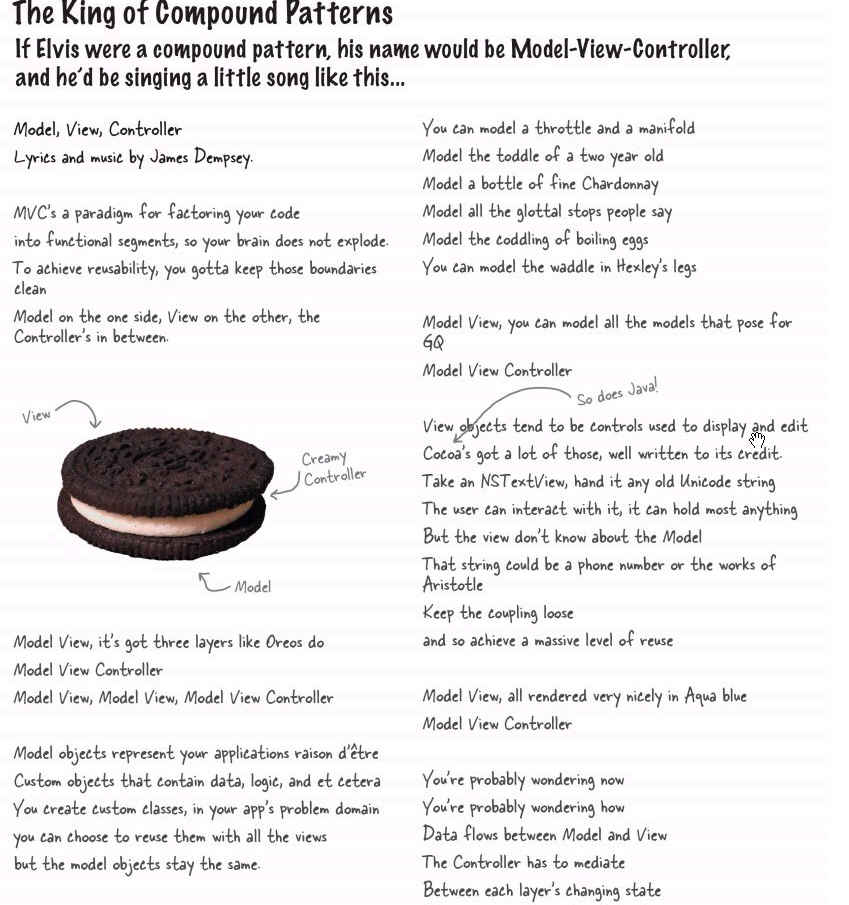 The King of Compound Patterns
If Elvis were a compound pattern, his name would be Model-View-Controller,
and he'd be singing a little song like this...
Model, View, Controller
Lyrics and music by James Dempsey.
MVC's a paradigm for factoring your code
into functional segments, so your brain does not explode.
To achieve reusability, you gotta keep those boundaries
clean
Model on the one side, View on the other, the
Controller's in between.
View
Creamy
Controller
Model
Model View, it's got three layers like Oreos do
Model View Controller
Model View, Model View, Model View Controller
Model objects represent your applications raison d'être
Custom objects that contain data, logic, and et cetera
You create custom classes, in your app's problem domain
you can choose to reuse them with all the views
but the model objects stay the same.
You can model a throttle and a manifold
Model the toddle of a two year old
Model a bottle of fine Chardonnay
Model all the glottal stops people say
Model the coddling of boiling eggs
You can model the waddle in Hexley's legs
Model View, you can model all the models that pose for
GQ
Model View Controller
So does Java!
View objects tend to be controls used to display and edit
Cocoa's got a lot of those, well written to its credit.
Take an NSTextView, hand it any old Unicode string
The user can interact with it, it can hold most anything
But the view don't know about the Model
That string could be a phone number or the works of
Aristotle
Keep the coupling loose
and so achieve a massive level of reuse
Model View, all rendered very nicely in Aqua blue
Model View Controller
You're probably wondering now
You're probably wondering how
Data flows between Model and View
The Controller has to mediate
Between each layer's changing state